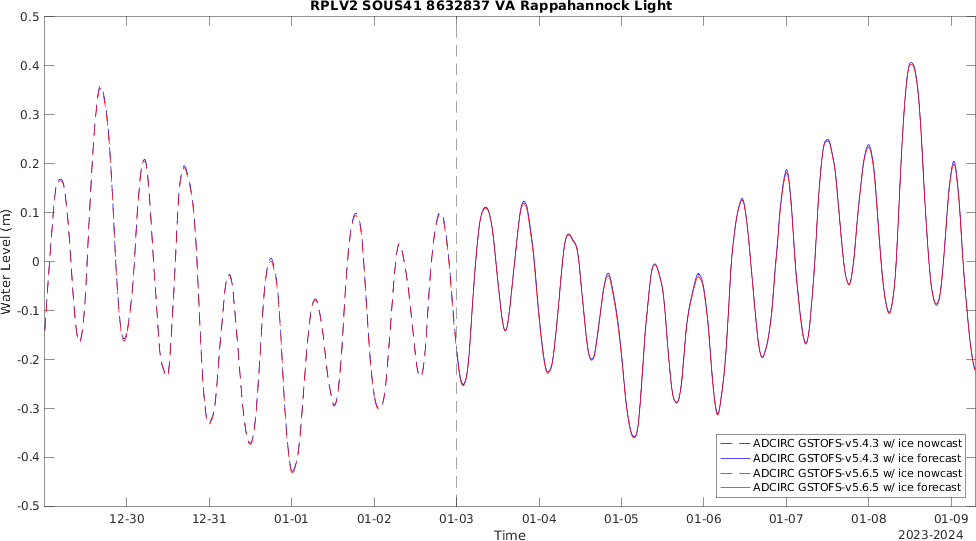 RPLV2 SOUS41 8632837 VA Rappahannock Light
0.5
0.4
0.3
0.2
0.1
0
-0.1
-0.2
-0.3
-0.4
-0.5
Water Level (m)
12-30 12-31 01-01 01-02 01-03 01-04 01-05 01-06 01-07 01-08 01-09
Time
2023-2024
ADCIRC GSTOFS-v5.4.3 w/ ice nowcast
ADCIRC GSTOFS-v5.4.3 w/ ice forecast
ADCIRC GSTOFS-v5.6.5 w/ ice nowcast
ADCIRC GSTOFS-v5.6.5 w/ ice forecast